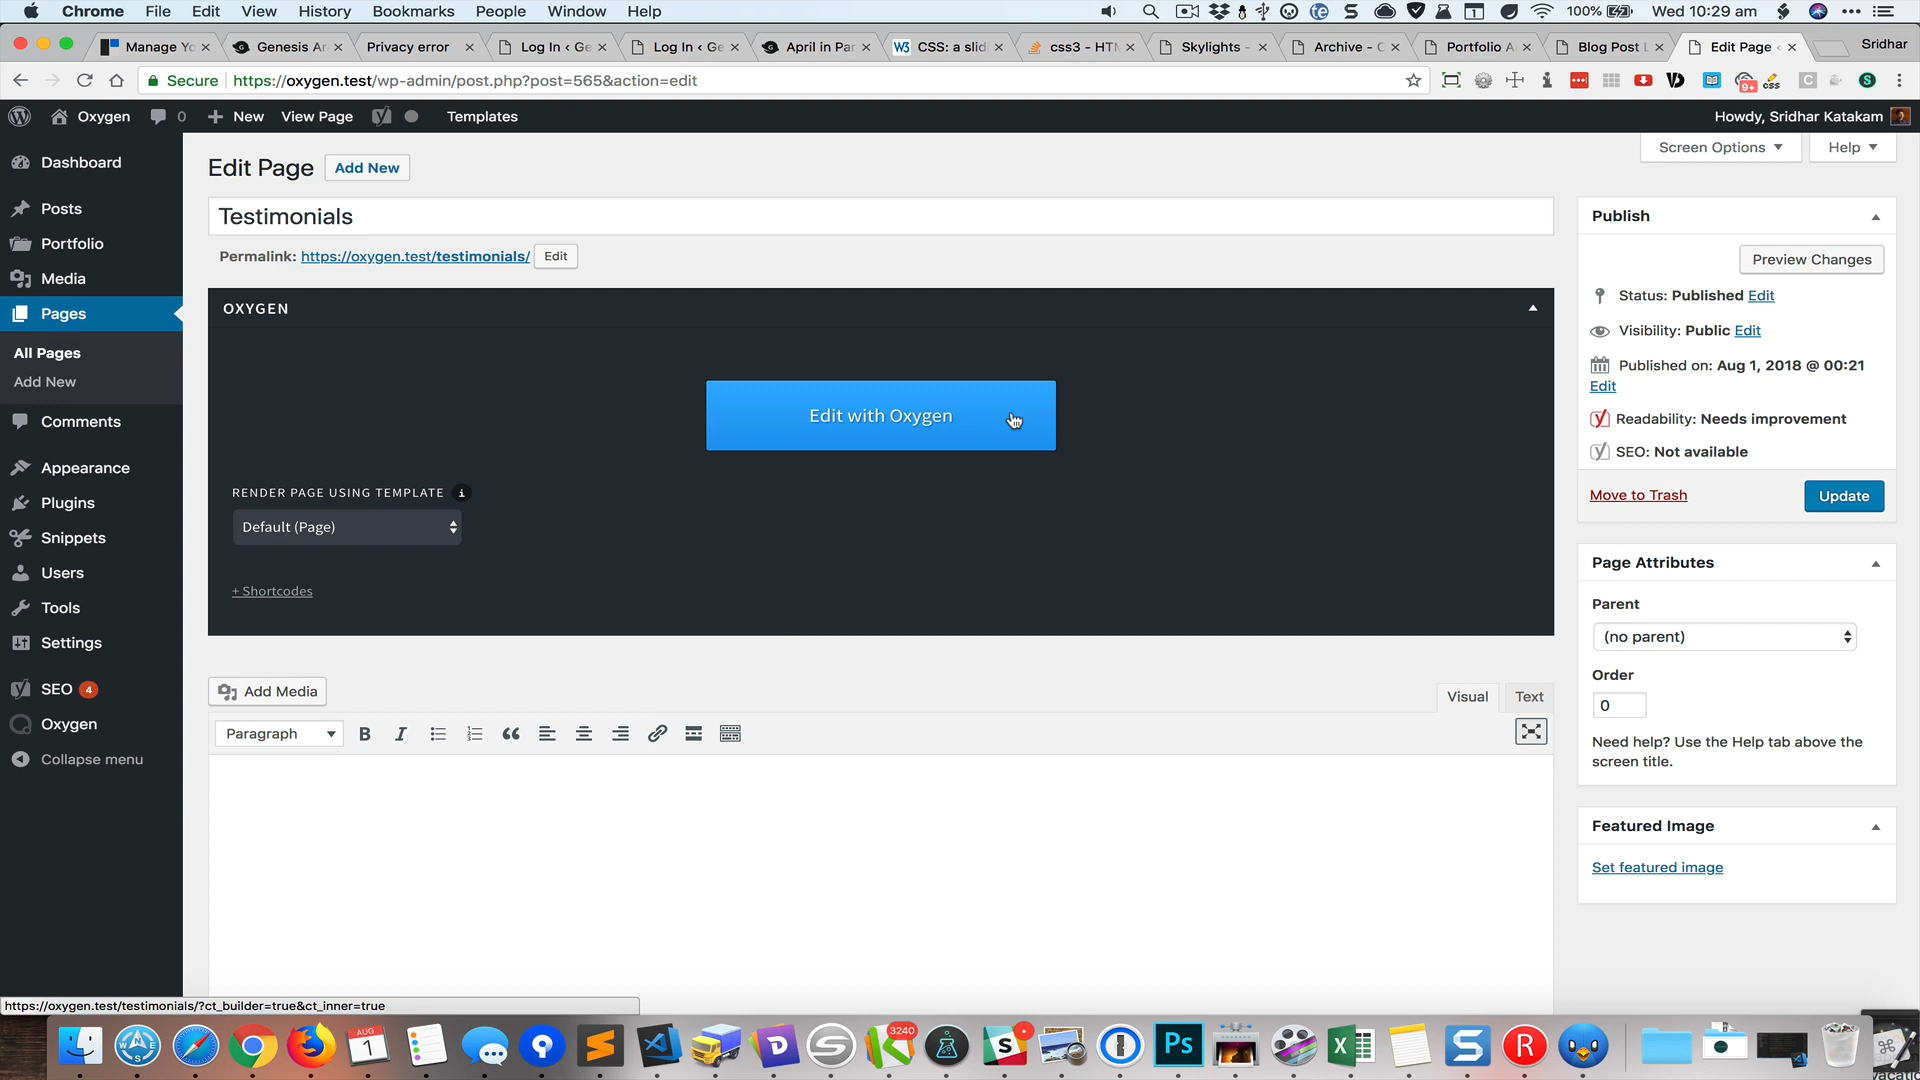 Chrome File Edit View History Bookmarks People Window Help 100% Wed 10:29 am
Manage Yo Genesis Ar Privacy error Log In ‹ Ge Log In ‹ Ge April in Par W3 CSS: a slid css3 - HTM Skylights - Archive - C Portfolio A Blog Post L Edit Page ‹ Sridhar
Secure https://oxygen.test/wp-admin/post.php?post=565&action=edit
Oxygen 0 New View Page Templates Howdy, Sridhar Katakam
Screen Options Help
Dashboard
Posts
Portfolio
Media
Pages
All Pages
Add New
Comments
Appearance
Plugins
Snippets
Users
Tools
Settings
SEO 4
Oxygen
Collapse menu
Edit Page Add New
Testimonials
Permalink: https://oxygen.test/testimonials/ Edit
OXYGEN
Edit with Oxygen
RENDER PAGE USING TEMPLATE i
Default (Page)
+ Shortcodes
Add Media
Visual Text
Paragraph B I
Publish
Preview Changes
Status: Published Edit
Visibility: Public Edit
Published on: Aug 1, 2018 @ 00:21
Edit
Readability: Needs improvement
SEO: Not available
Move to Trash Update
Page Attributes
Parent
(no parent)
Order
0
Need help? Use the Help tab above the
screen title.
Featured Image
Set featured image
https://oxygen.test/testimonials/?ct_builder=true&ct_inner=true
AUG
1
3240
Ps